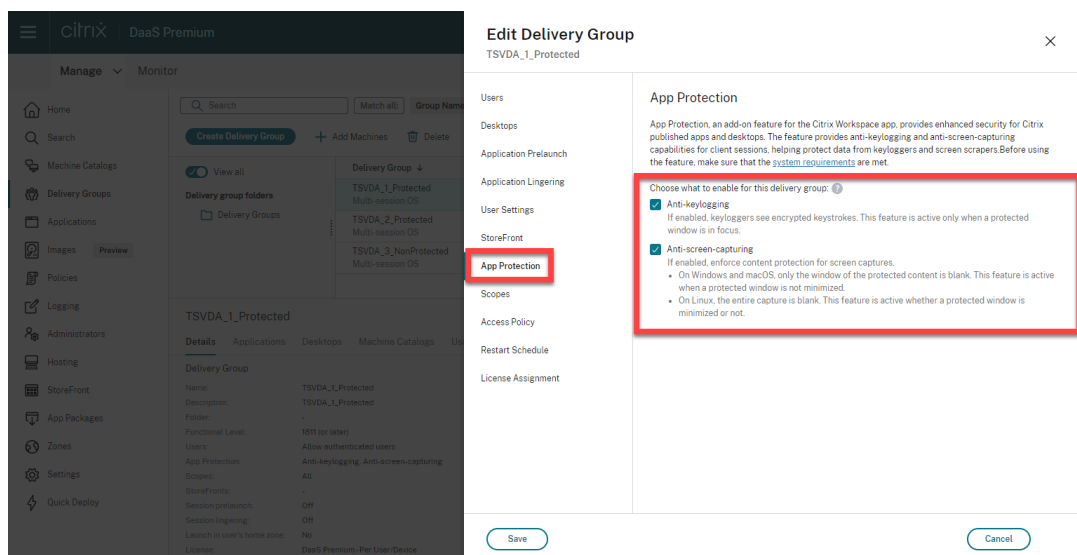 citrix DaaS Premium
Manage Monitor
Home
Search
Machine Catalogs
Delivery Groups
Applications
Images Preview
Policies
Logging
Administrators
Hosting
StoreFront
App Packages
Zones
Settings
Quick Deploy
Search Match all: Group Name
Create Delivery Group Add Machines Delete
View all
Delivery group folders
Delivery Groups
Delivery Group ↓
TSVDA_1_Protected
Multi-session OS
TSVDA_2_Protected
Multi-session OS
TSVDA_3_NonProtected
Multi-session OS
TSVDA_1_Protected
Details Applications Desktops Machine Catalogs
Delivery Group
Name: TSVDA_1_Protected
Description: TSVDA_1_Protected
Folder: -
Functional Level: 1811 (or later)
Users: Allow authenticated users
App Protection: Anti-keylogging, Anti-screen-capturing
Scopes: All
StoreFronts: -
Session prelaunch: Off
Session lingering: Off
Launch in user's home zone: No
License: DaaS Premium-Per User/Device
Edit Delivery Group
TSVDA_1_Protected
Users
Desktops
Application Prelaunch
Application Lingering
User Settings
StoreFront
App Protection
Scopes
Access Policy
Restart Schedule
License Assignment
App Protection
App Protection, an add-on feature for the Citrix Workspace app, provides enhanced security for Citrix
published apps and desktops. The feature provides anti-keylogging and anti-screen-capturing
capabilities for client sessions, helping protect data from keyloggers and screen scrapers.Before using
the feature, make sure that the system requirements are met.
Choose what to enable for this delivery group: ?
Anti-keylogging
If enabled, keyloggers see encrypted keystrokes. This feature is active only when a protected
window is in focus.
Anti-screen-capturing
If enabled, enforce content protection for screen captures.
• On Windows and macOS, only the window of the protected content is blank. This feature is active
when a protected window is not minimized.
• On Linux, the entire capture is blank. This feature is active whether a protected window is
minimized or not.
Save Cancel